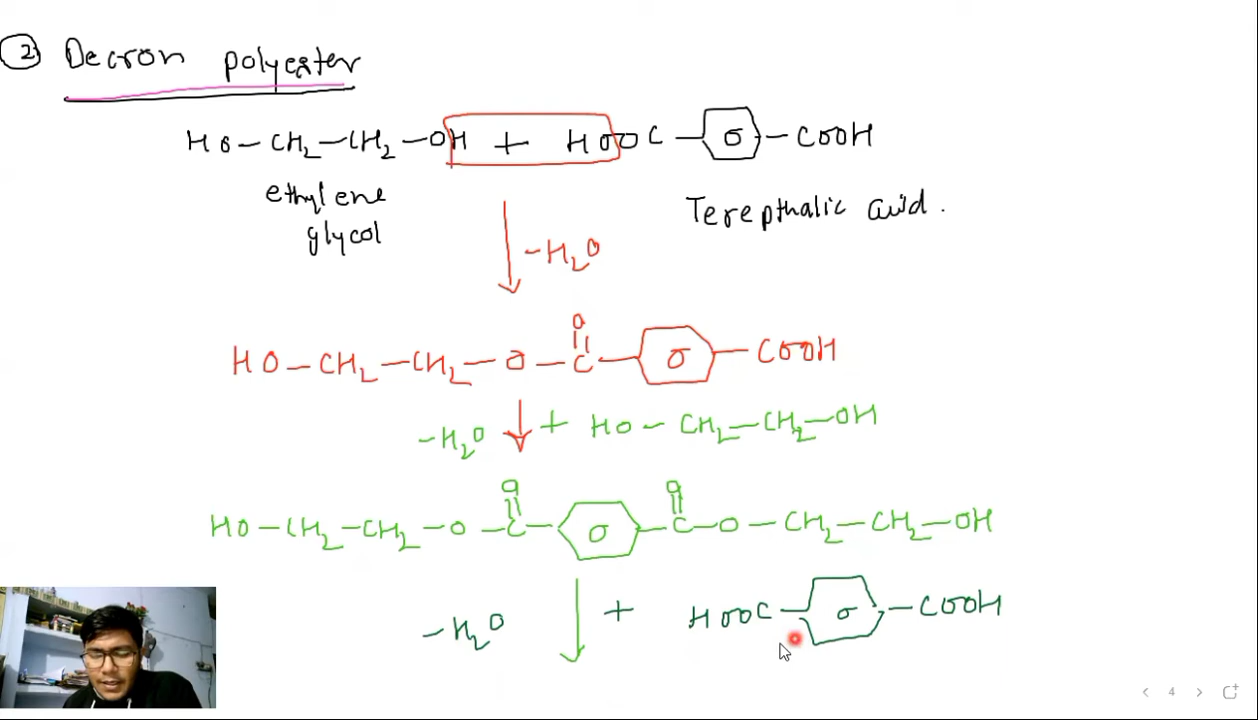 ② Decron polyester
HO-CH₂-CH₂-OH + HOOC-⌬-COOH
ethylene
glycol
Terepthalic acid.
-H₂O
O
HO-CH₂-CH₂-O-C-⌬-COOH
-H₂O + HO-CH₂-CH₂-OH
O O
HO-CH₂-CH₂-O-C-⌬-C-O-CH₂-CH₂-OH
-H₂O + HOOC-⌬-COOH
4